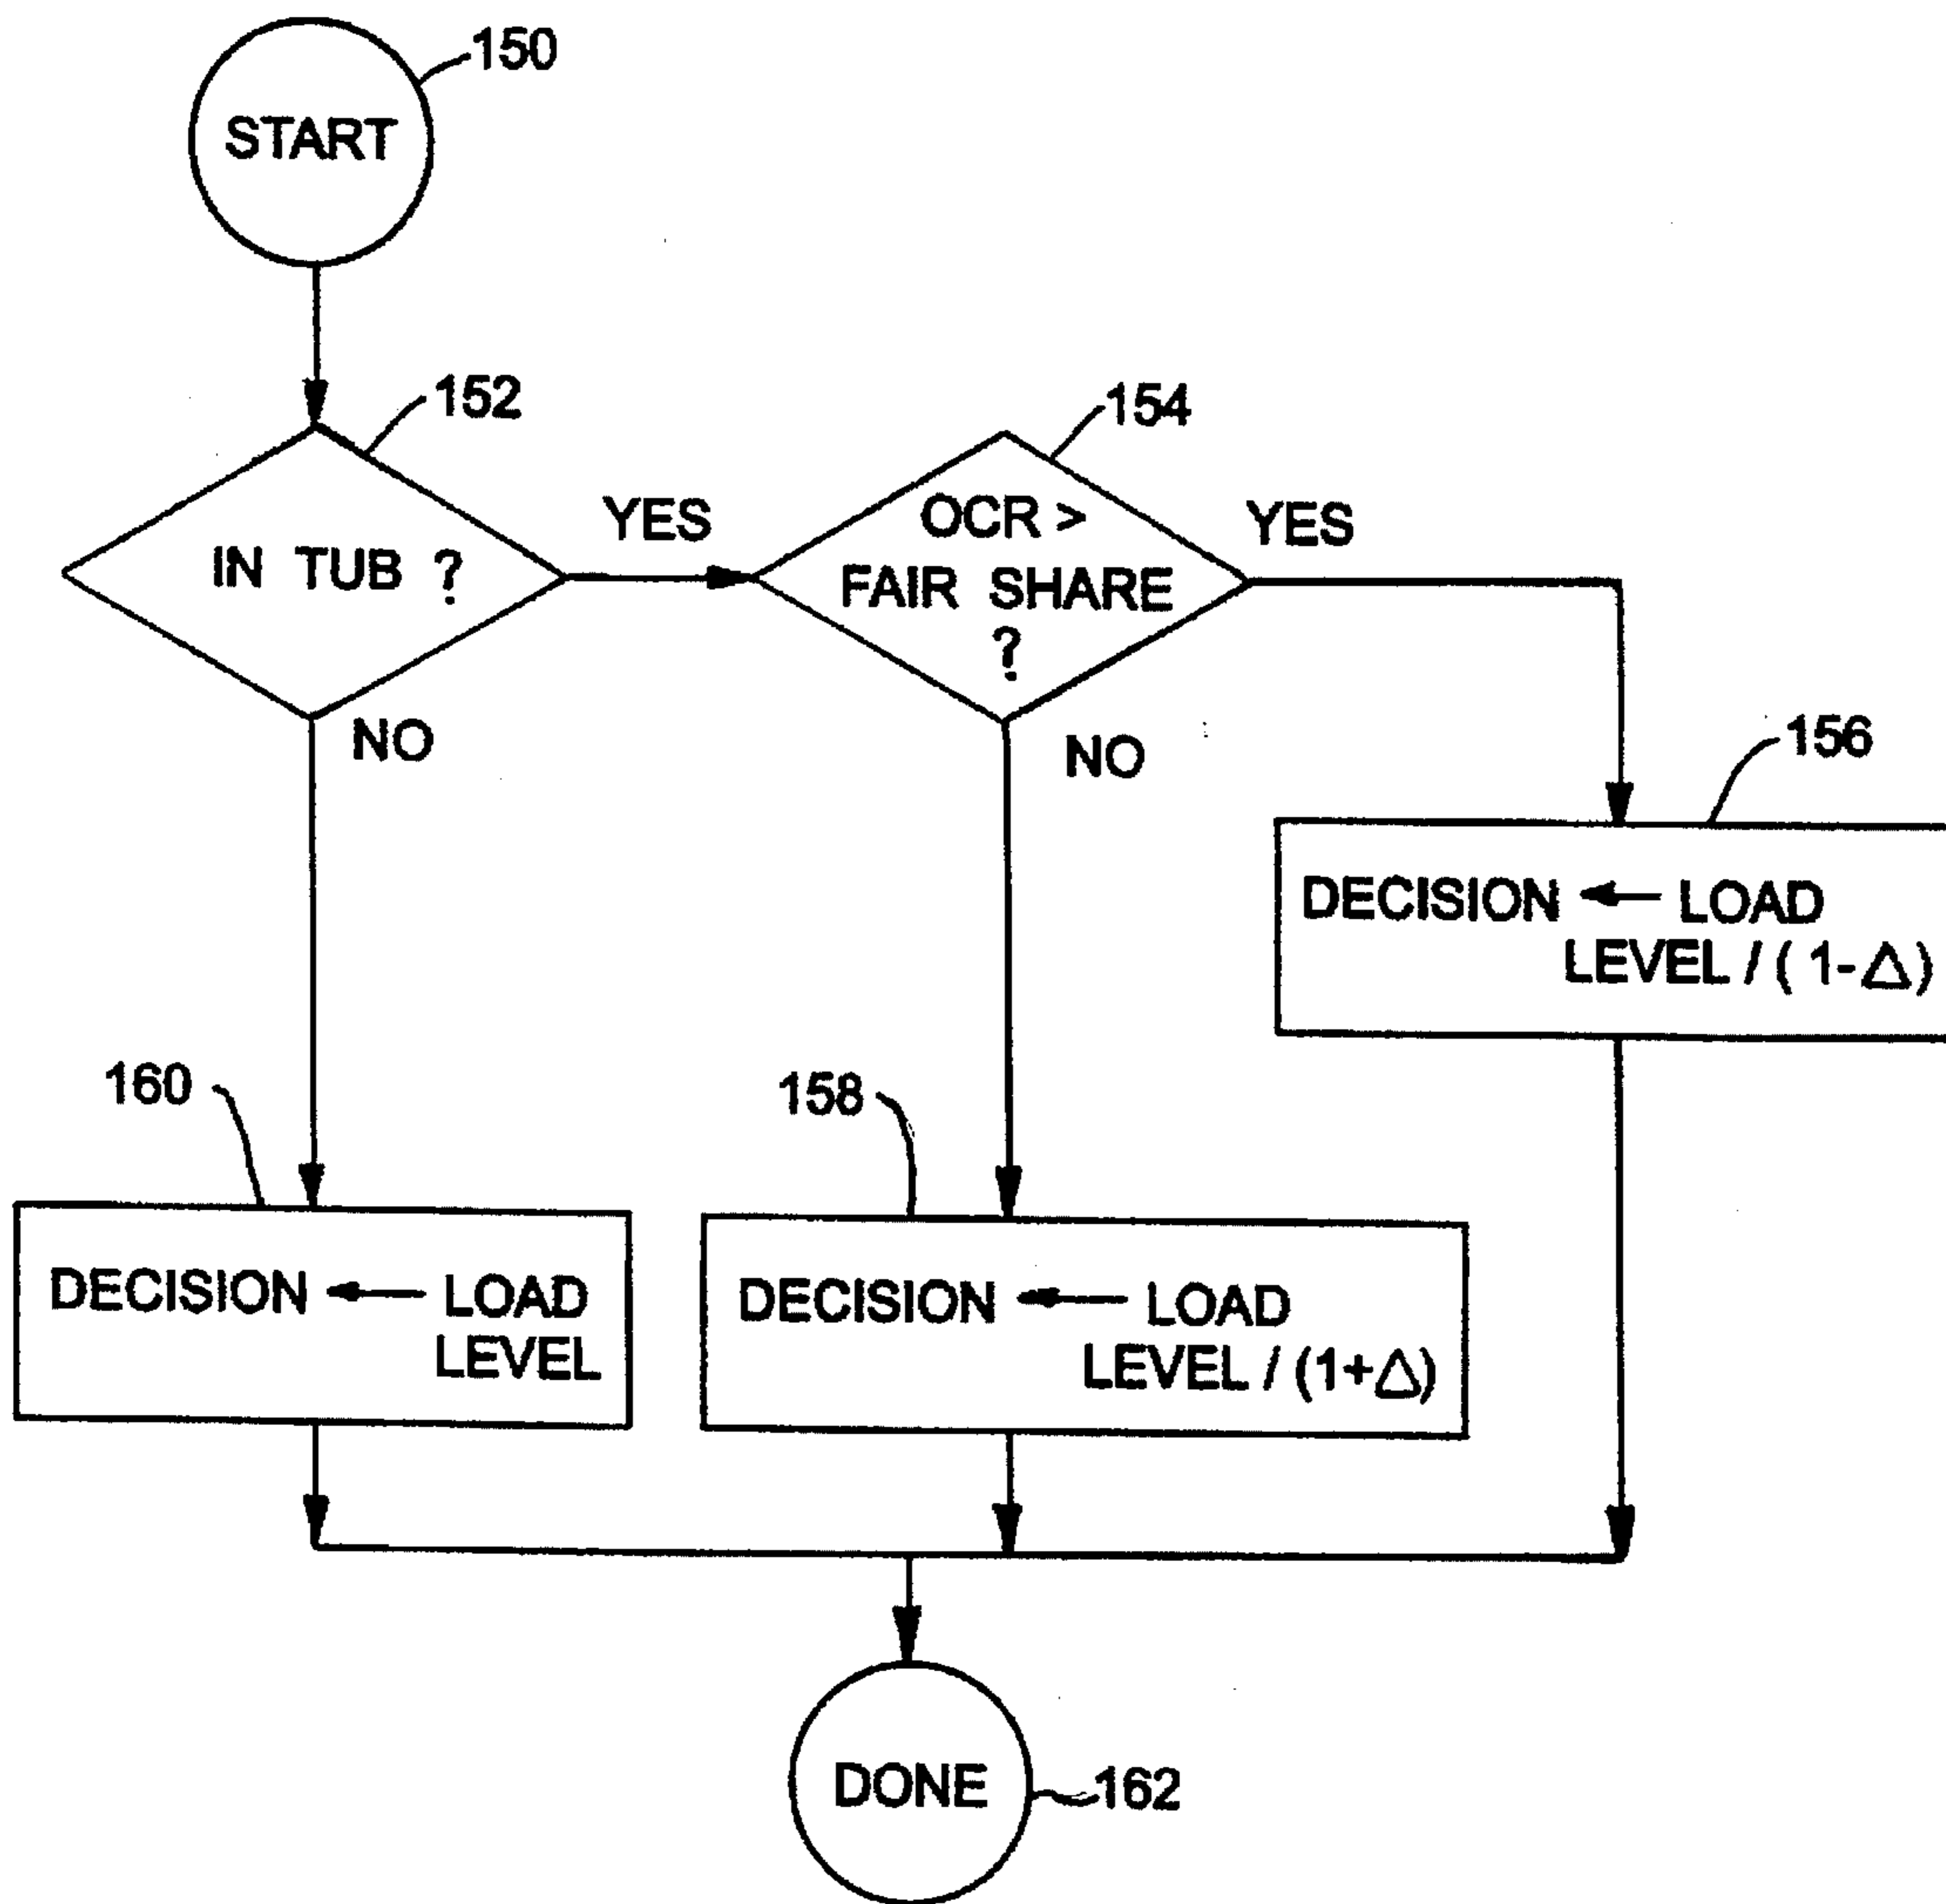 150
START
152
IN TUB ?
YES
NO
154
OCR >
FAIR SHARE
?
YES
NO
156
DECISION ← LOAD
LEVEL / ( 1-△)
160
DECISION ← LOAD
LEVEL
158
DECISION ← LOAD
LEVEL / (1+△)
DONE
162